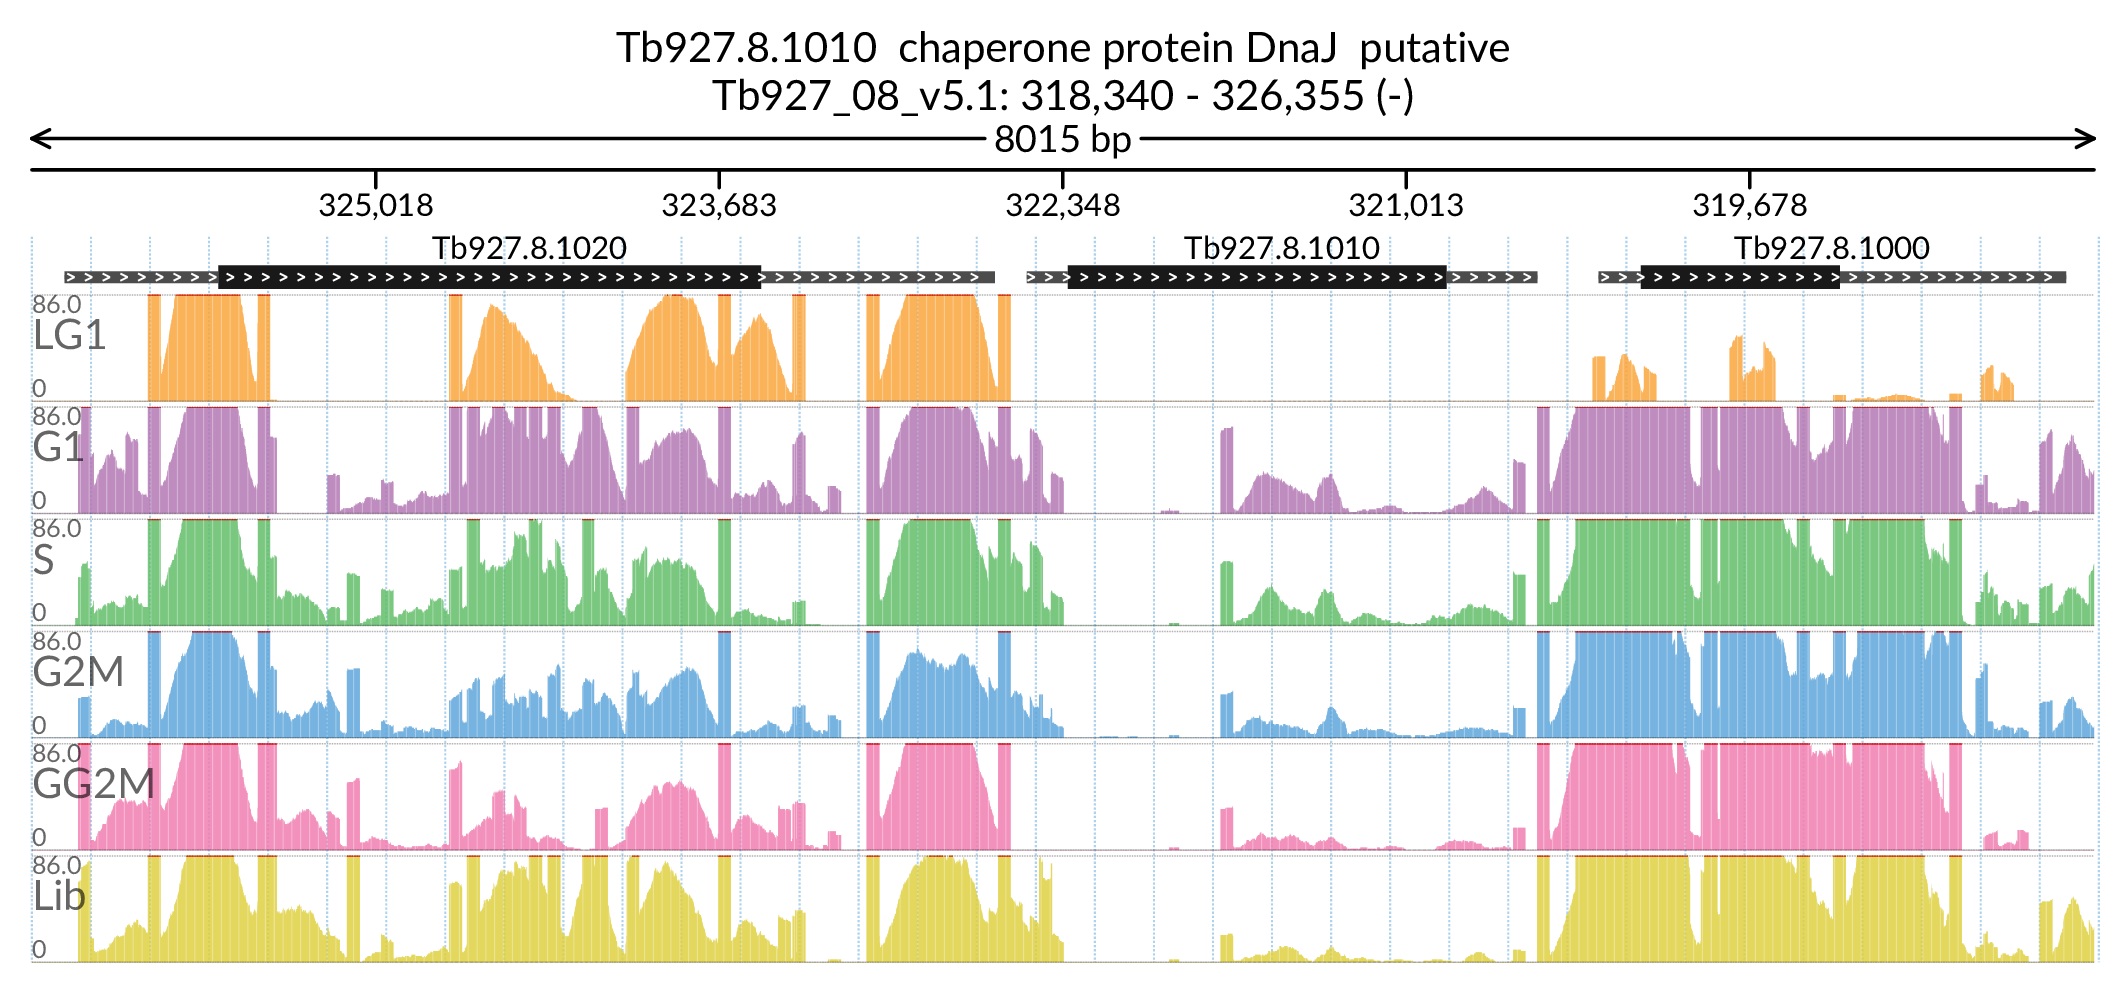 Tb927.8.1010 chaperone protein DnaJ putative
Tb927_08_v5.1: 318,340 - 326,355 (-)
8015 bp
325,018 323,683 322,348 321,013 319,678
Tb927.8.1020 Tb927.8.1010 Tb927.8.1000
86.0
LG1
0
86.0
G1
0
86.0
S
0
86.0
G2M
0
86.0
GG2M
0
86.0
Lib
0